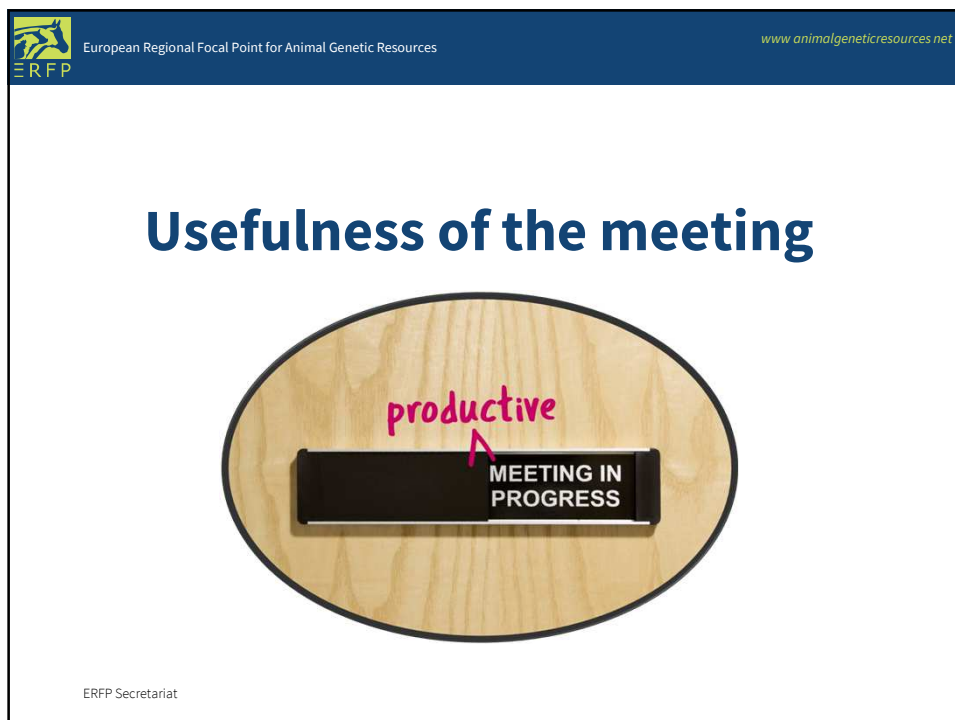 European Regional Focal Point for Animal Genetic Resources
www animalgeneticresources net
ERFP
Usefulness of the meeting
productive
MEETING IN
PROGRESS
ERFP Secretariat